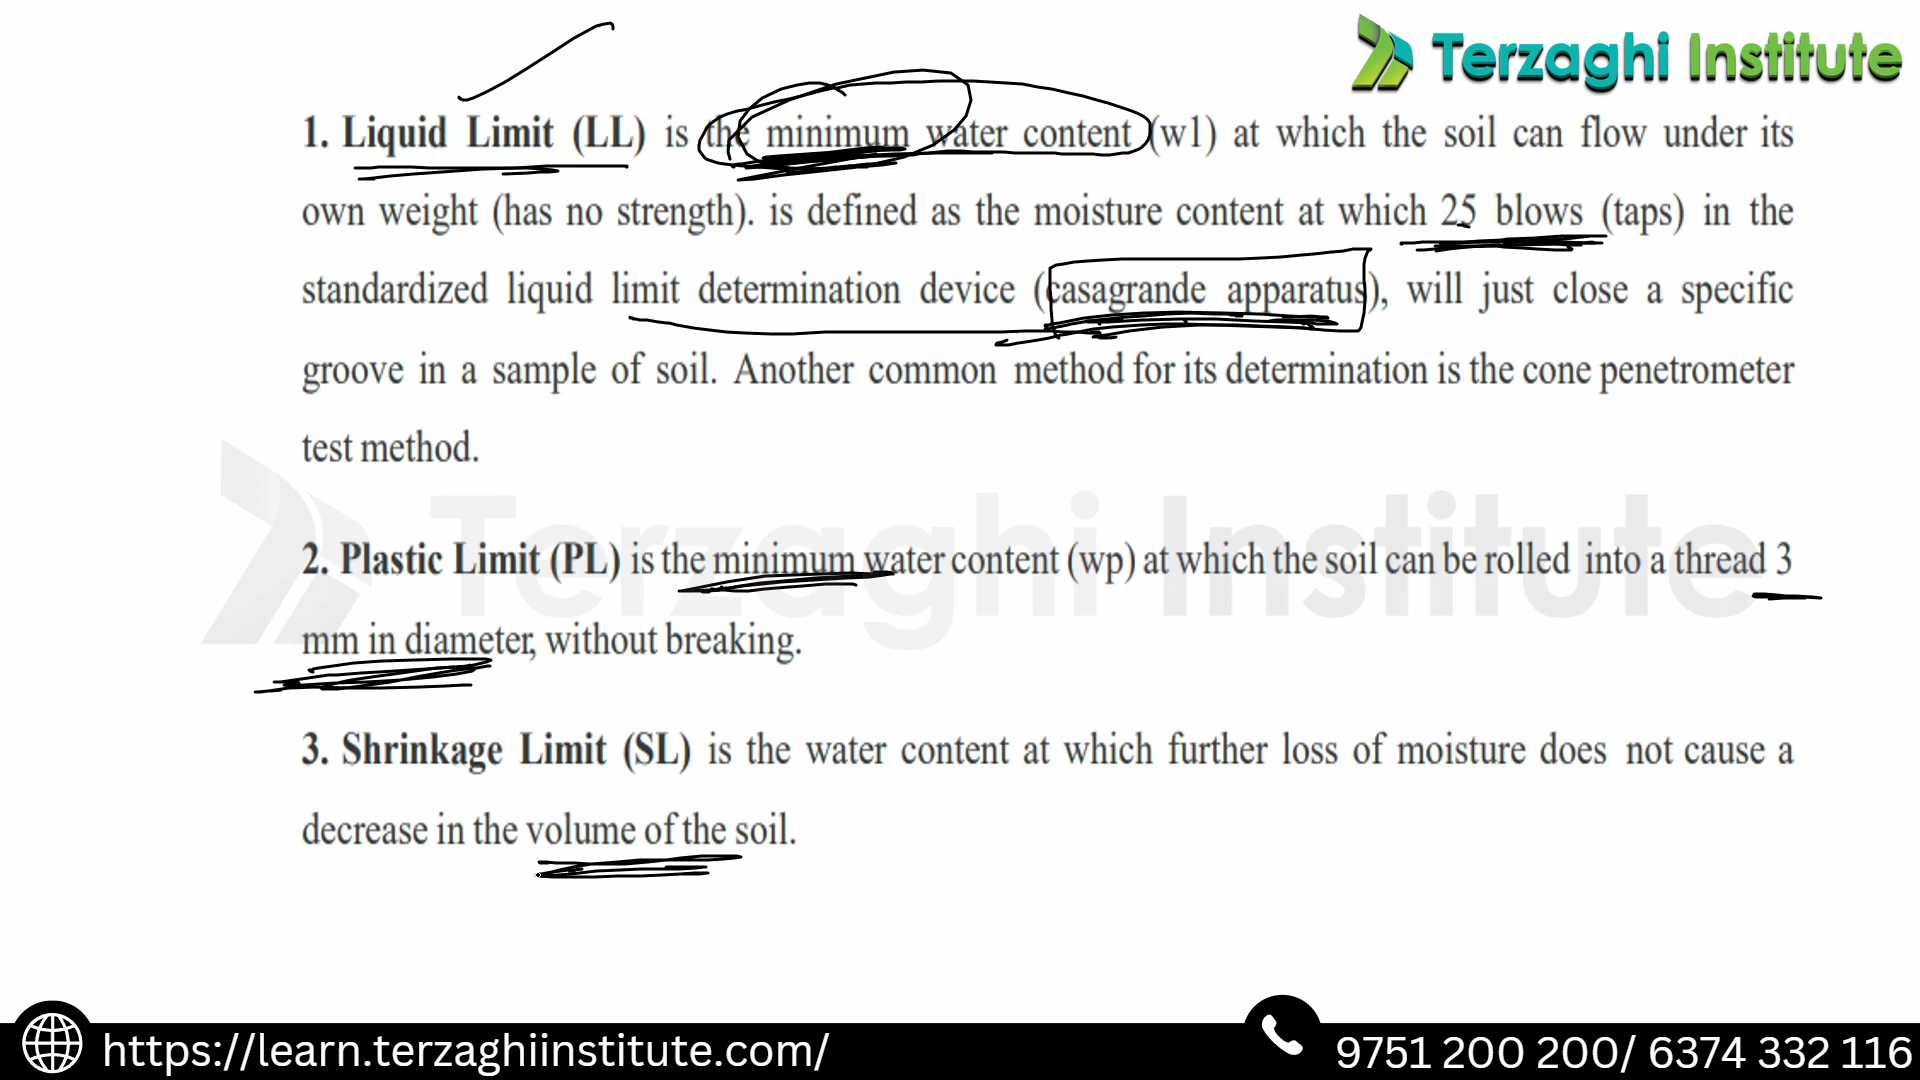 Terzaghi Institute
1. Liquid Limit (LL) is the minimum water content (w1) at which the soil can flow under its
own weight (has no strength). is defined as the moisture content at which 25 blows (taps) in the
standardized liquid limit determination device (casagrande apparatus), will just close a specific
groove in a sample of soil. Another common method for its determination is the cone penetrometer
test method.
Terzaghi Institute
2. Plastic Limit (PL) is the minimum water content (wp) at which the soil can be rolled into a thread 3
mm in diameter, without breaking.
3. Shrinkage Limit (SL) is the water content at which further loss of moisture does not cause a
decrease in the volume of the soil.
https://learn.terzaghiinstitute.com/
9751 200 200/ 6374 332 116